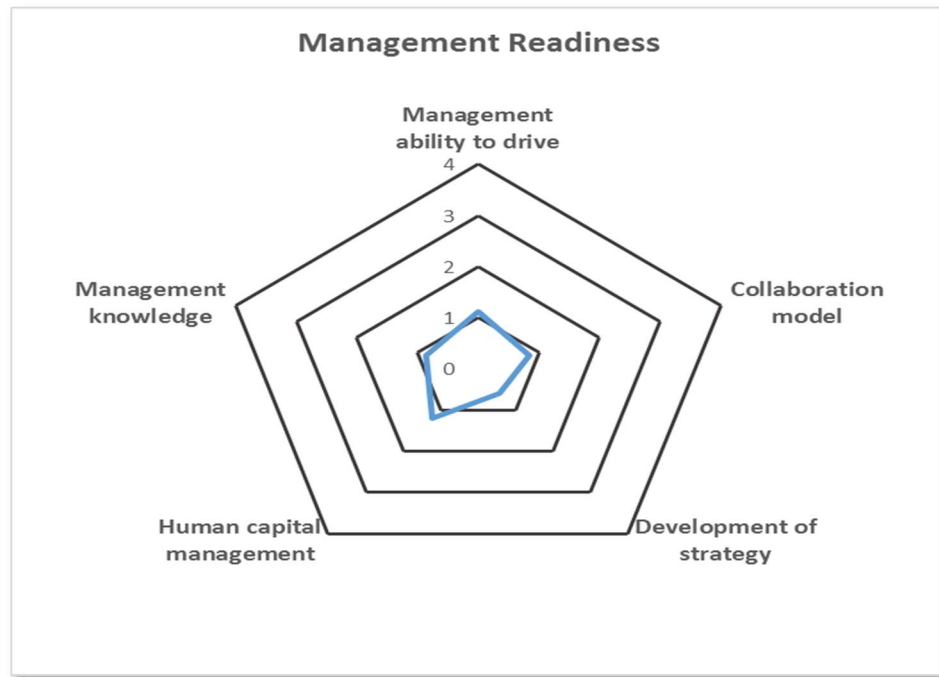 Management Readiness
Management
ability to drive
4
3
2
1
0
Collaboration
model
Development of
strategy
Human capital
management
Management
knowledge